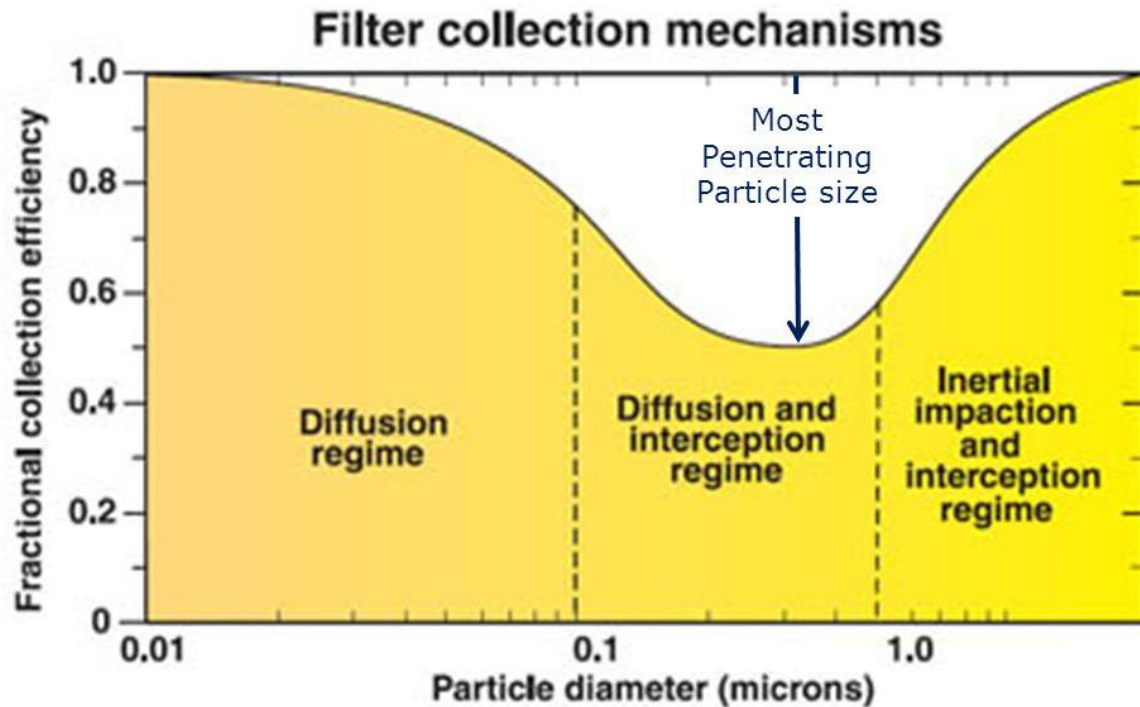 Filter collection mechanisms
Fractional collection efficiency
1.0
0.8
0.6
0.4
0.2
0
Most
Penetrating
Particle size
Diffusion
regime
Diffusion and
interception
regime
Inertial
impaction
and
interception
regime
0.01
0.1
1.0
Particle diameter (microns)